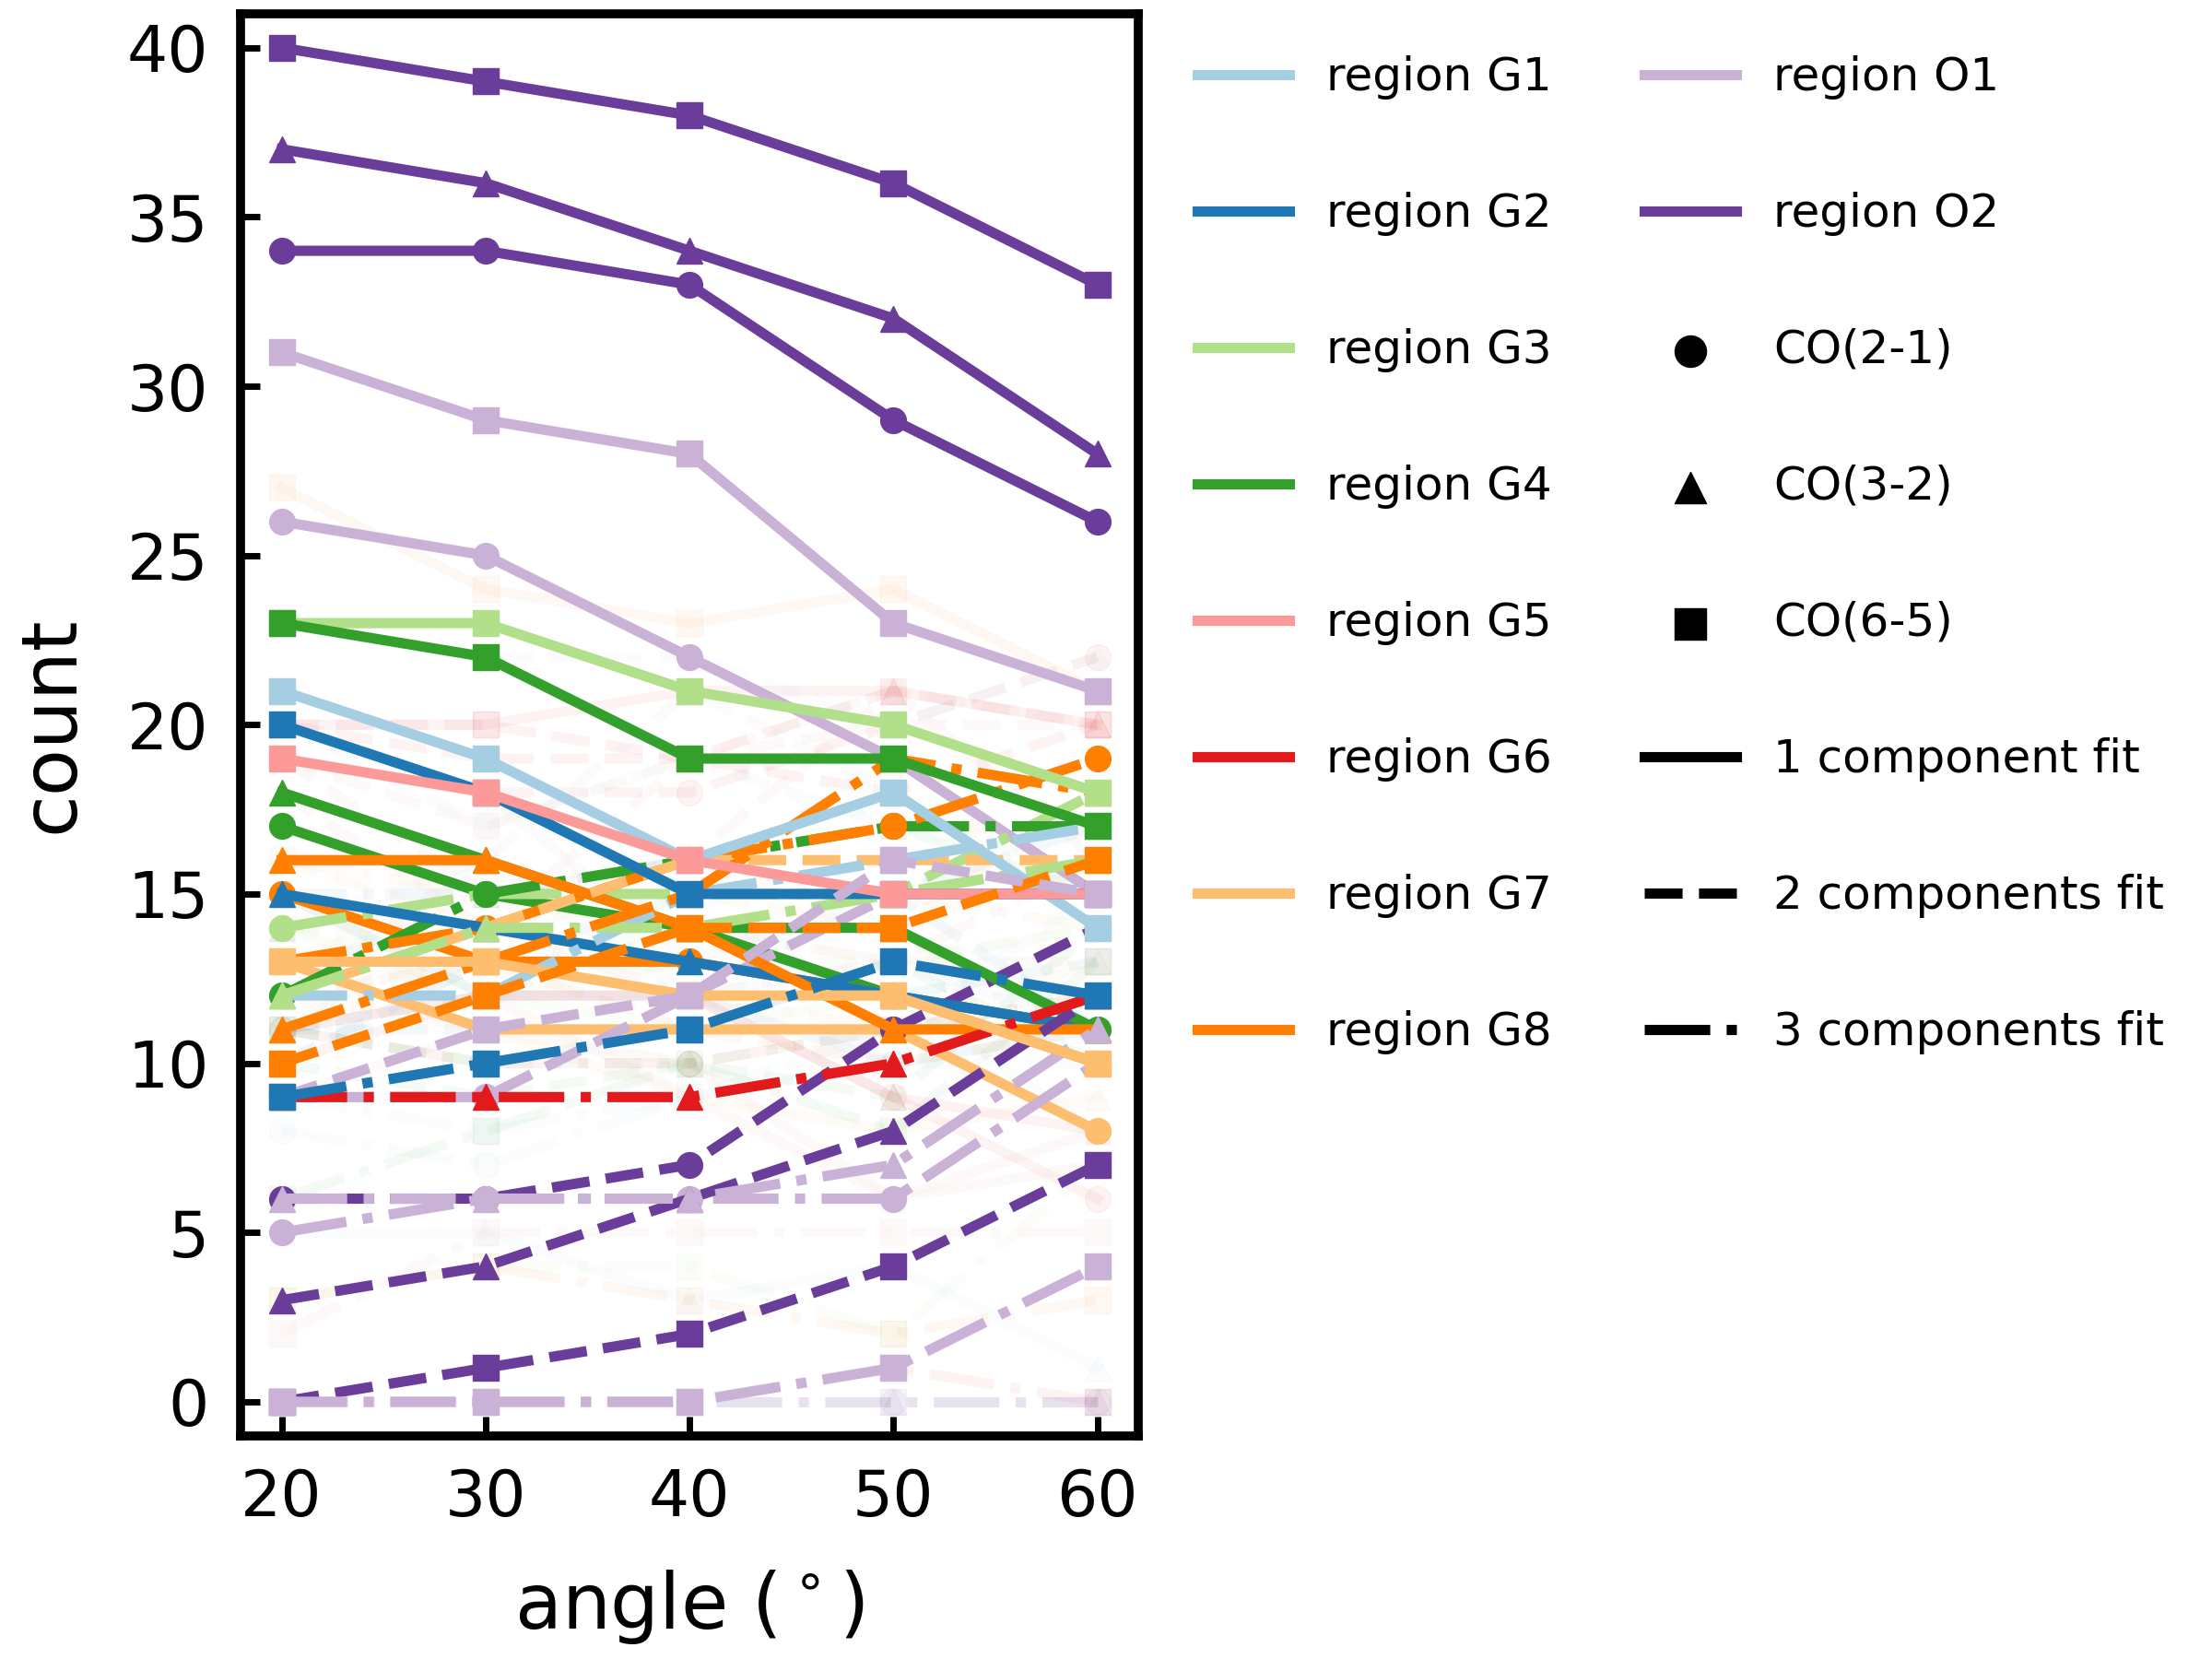 40
35
30
25
20
15
10
5
0
count
20 30 40 50 60
angle (°)
region G1
region G2
region G3
region G4
region G5
region G6
region G7
region G8
region O1
region O2
CO(2-1)
CO(3-2)
CO(6-5)
1 component fit
2 components fit
3 components fit